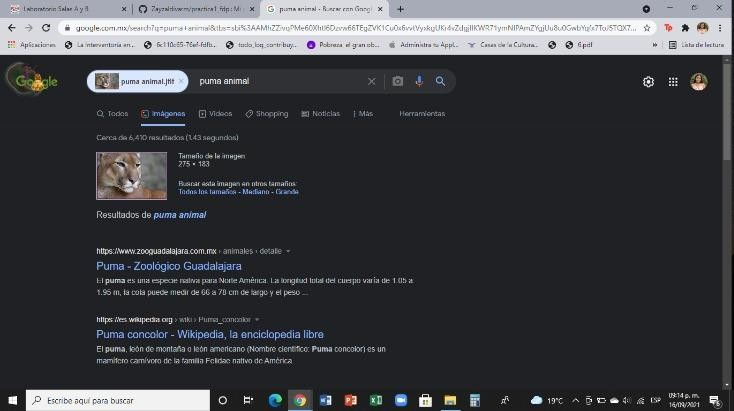 Laboratorio Salas A y B
Zayzaldivarm/practica1_fdp: Mi p
puma animal - Buscar con Googl
google.com.mx/search?q=puma+animal&tbs=sbi
Aplicaciones
La Interventoría en...
todo_loq_contribuy...
Pobreza, el gran ob...
Administra tu Appl...
Casas de la Cultura...
6.pdf
Lista de lectura
Google
puma animal.jfif
puma animal
Todos
Imágenes
Videos
Shopping
Noticias
Más
Herramientas
Cerca de 6,410 resultados (1.43 segundos)
Tamaño de la imagen
275 × 183
Buscar esta imagen en otros tamaños:
Todos los tamaños - Mediano - Grande
Resultados de puma animal
https://www.zooguadalajara.com.mx › animales › detalle
Puma - Zoológico Guadalajara
El puma es una especie nativa para Norte América. La longitud total del cuerpo varía de 1.05 a
1.95 m, la cola puede medir de 66 a 78 cm de largo y el peso ...
https://es.wikipedia.org › wiki › Puma_concolor
Puma concolor - Wikipedia, la enciclopedia libre
El puma, león de montaña o león americano (Nombre científico: Puma concolor) es un
mamífero carnívoro de la familia Felidae nativo de América.
Escribe aquí para buscar
19°C
ESP
09:14 p. m.
16/09/2021